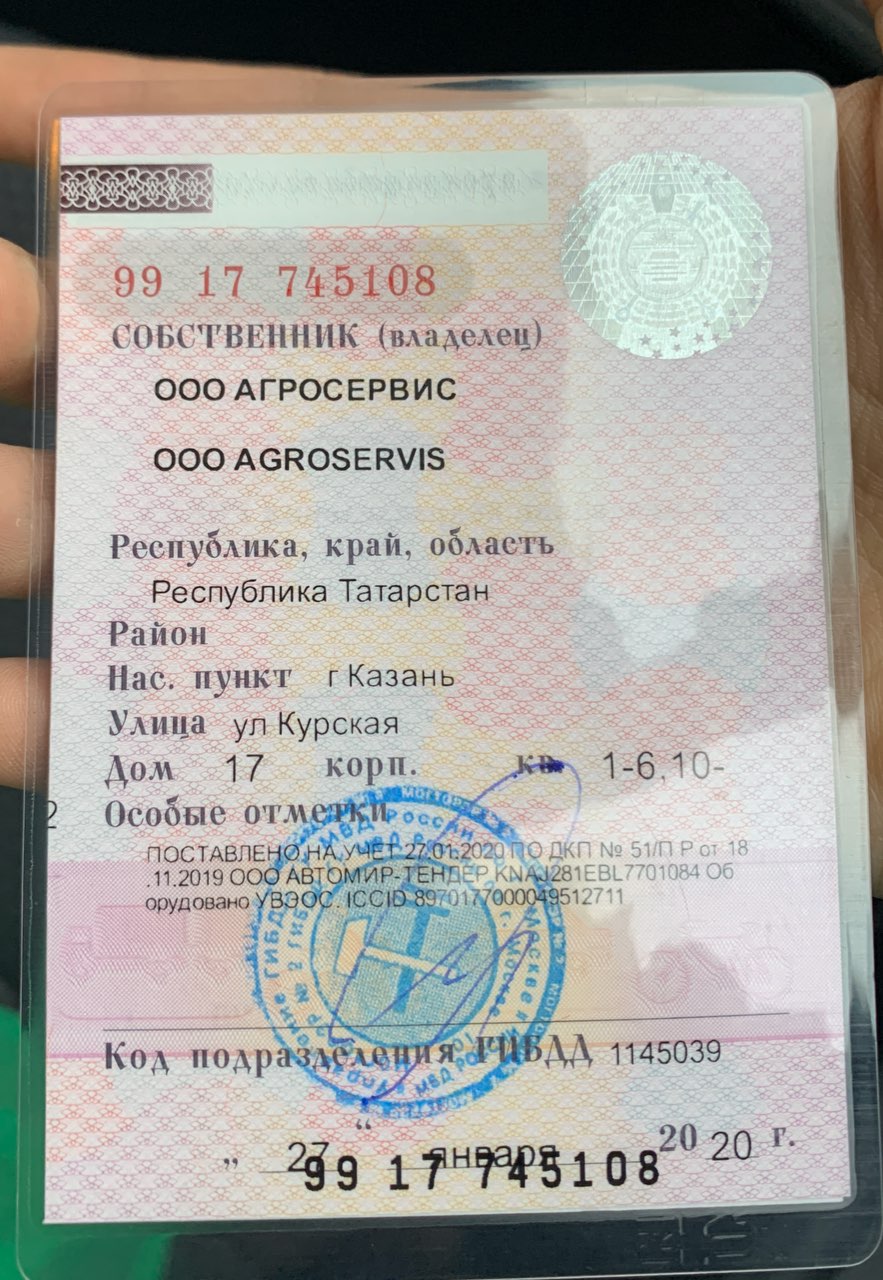 99 17 745108
СОБСТВЕННИК (владелец)
ООО АГРОСЕРВИС
OOO AGROSERVIS
Республика, край, область
Республика Татарстан
Район
Нас. пункт г Казань
Улица ул Курская
Дом 17 корп. кв. 1-6,10-
2
Особые отметки
ПОСТАВЛЕНО НА УЧЕТ 27.01.2020 ПО ДКП № 51/П Р от 18
.11.2019 ООО АВТОМИР-ТЕНДЕР KNAJ281EBL7701084 Об
орудовано УВЭОС. ICCID 89701770000049512711
Код подразделения ГИБДД 1145039
" 27 " января 20 20 г.
99 17 745108